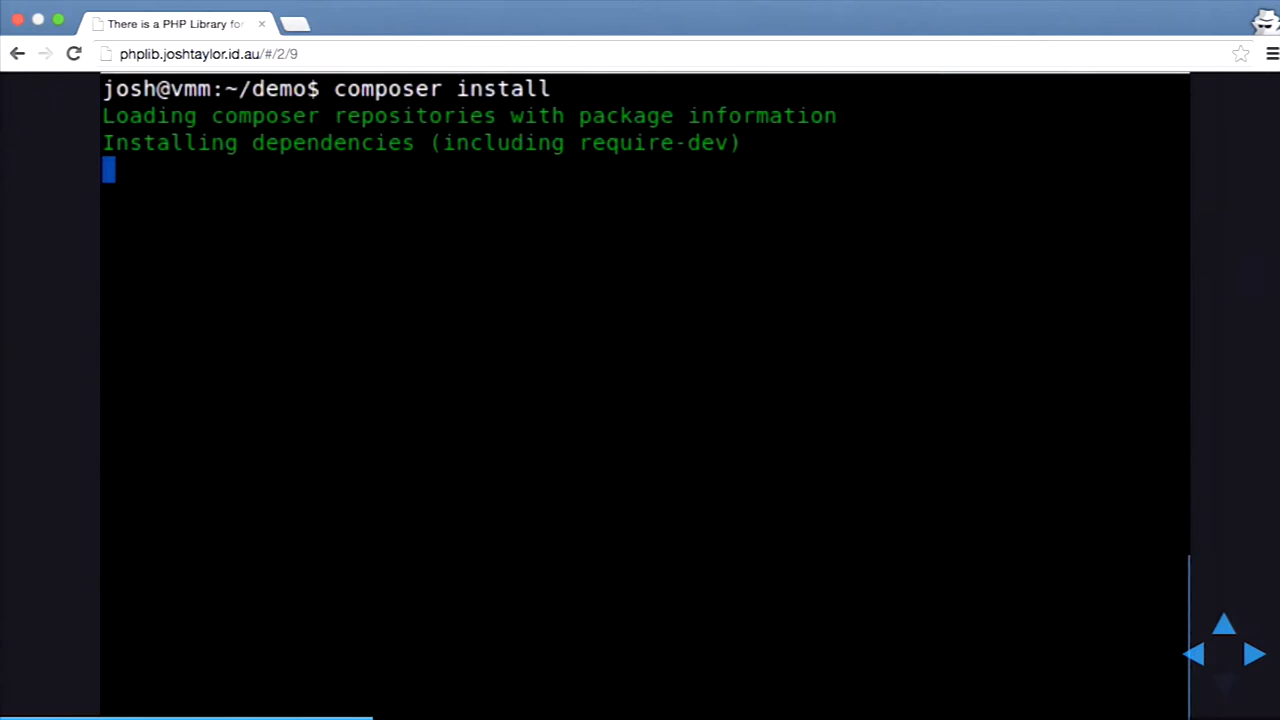 There is a PHP Library for
phplib.joshtaylor.id.au/#/2/9
josh@vmm:~/demo$ composer install
Loading composer repositories with package information
Installing dependencies (including require-dev)